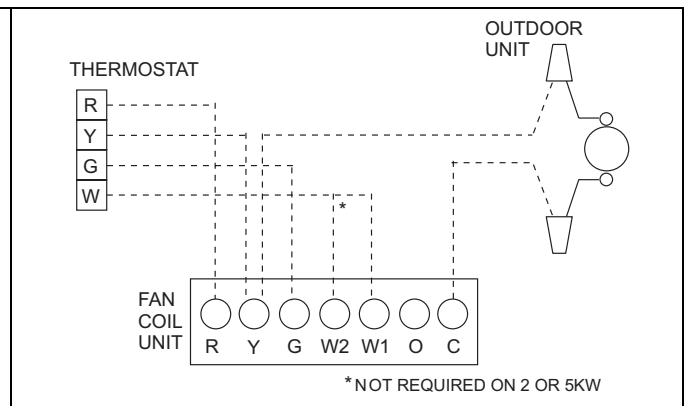 OUTDOOR
UNIT
THERMOSTAT
R
Y
G
W
*
FAN
COIL
UNIT
R Y G W2 W1 O C
*NOT REQUIRED ON 2 OR 5KW